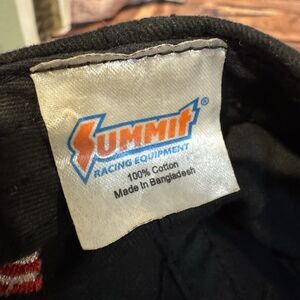 SUMMIT®
RACING EQUIPMENT
100% Cotton
Made In Bangladesh